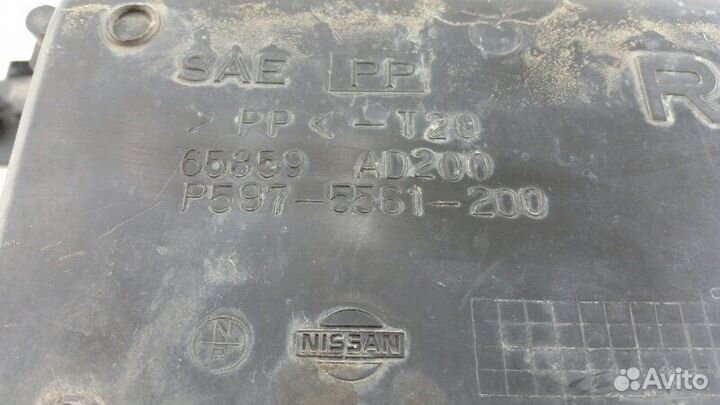 SAE PP R
> PP < - T20
65859 AD200
P597-5561-200
N
P
NISSAN
Avito